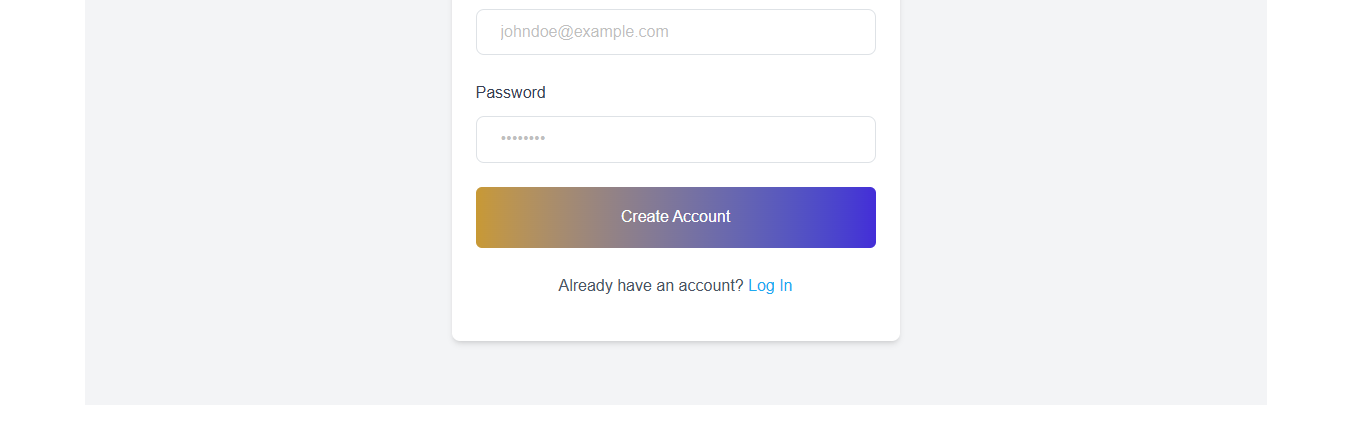 johndoe@example.com
Password
••••••••
Create Account
Already have an account? Log In